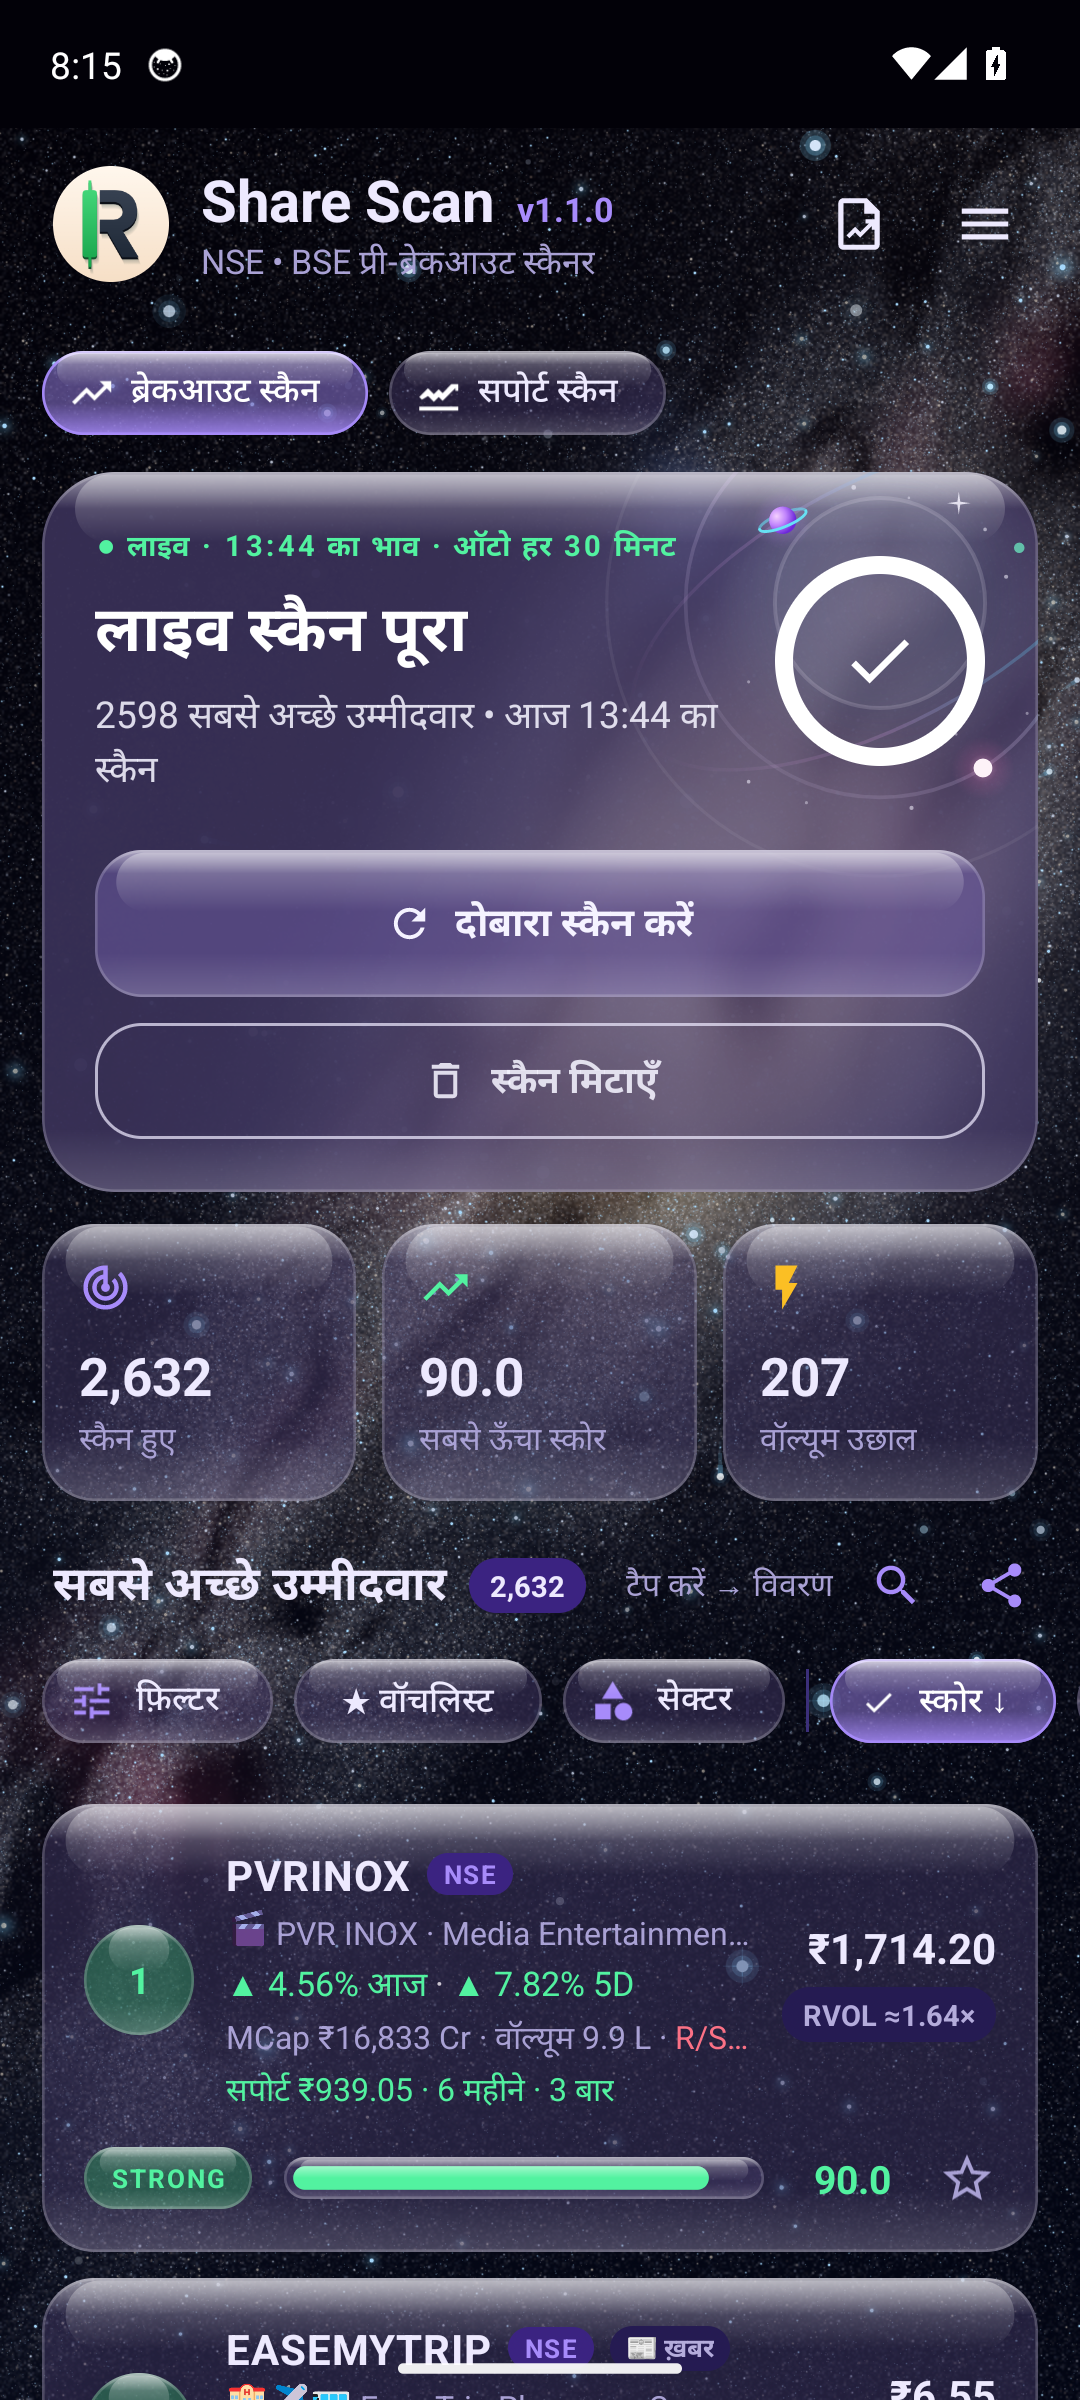 8:15
Share Scan v1.1.0
NSE • BSE प्री-ब्रेकआउट स्कैनर
ब्रेकआउट स्कैन
सपोर्ट स्कैन
● लाइव · 13:44 का भाव · ऑटो हर 30 मिनट
लाइव स्कैन पूरा
2598 सबसे अच्छे उम्मीदवार • आज 13:44 का
स्कैन
दोबारा स्कैन करें
स्कैन मिटाएँ
2,632
स्कैन हुए
90.0
सबसे ऊँचा स्कोर
207
वॉल्यूम उछाल
सबसे अच्छे उम्मीदवार 2,632 टैप करें → विवरण
फ़िल्टर
★ वॉचलिस्ट
सेक्टर
स्कोर ↓
1
PVRINOX NSE
PVR INOX · Media Entertainmen...
▲ 4.56% आज · ▲ 7.82% 5D
MCap ₹16,833 Cr · वॉल्यूम 9.9 L · R/S...
सपोर्ट ₹939.05 · 6 महीने · 3 बार
₹1,714.20
RVOL ≈1.64×
STRONG
90.0
EASEMYTRIP NSE ख़बर
₹6.55